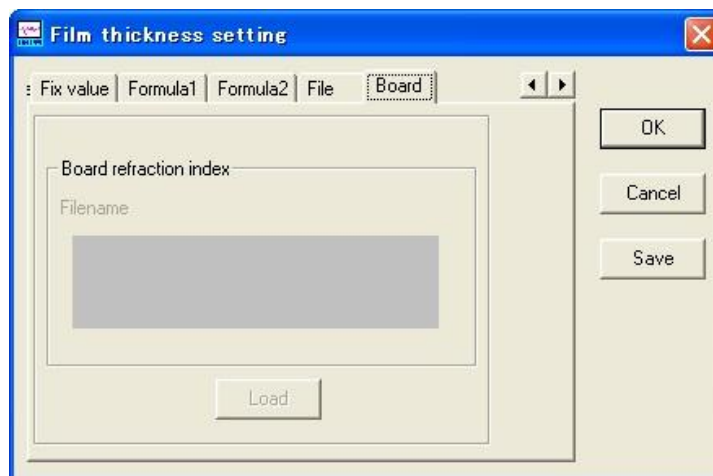 Film thickness setting
Fix value Formula1 Formula2 File Board
OK
Board refraction index
Cancel
Filename
Save
Load